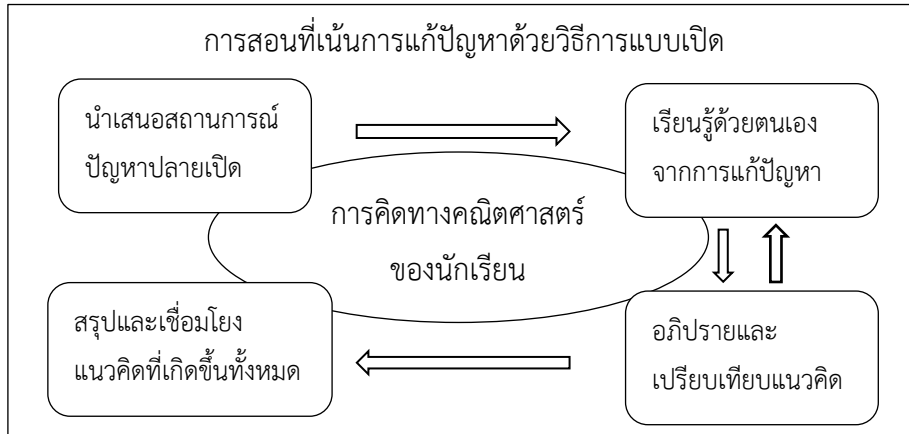 การสอนที่เน้นการแก้ปัญหาด้วยวิธีการแบบเปิด
นำเสนอสถานการณ์
ปัญหาปลายเปิด
เรียนรู้ด้วยตนเอง
จากการแก้ปัญหา
การคิดทางคณิตศาสตร์
ของนักเรียน
สรุปและเชื่อมโยง
แนวคิดที่เกิดขึ้นทั้งหมด
อภิปรายและ
เปรียบเทียบแนวคิด